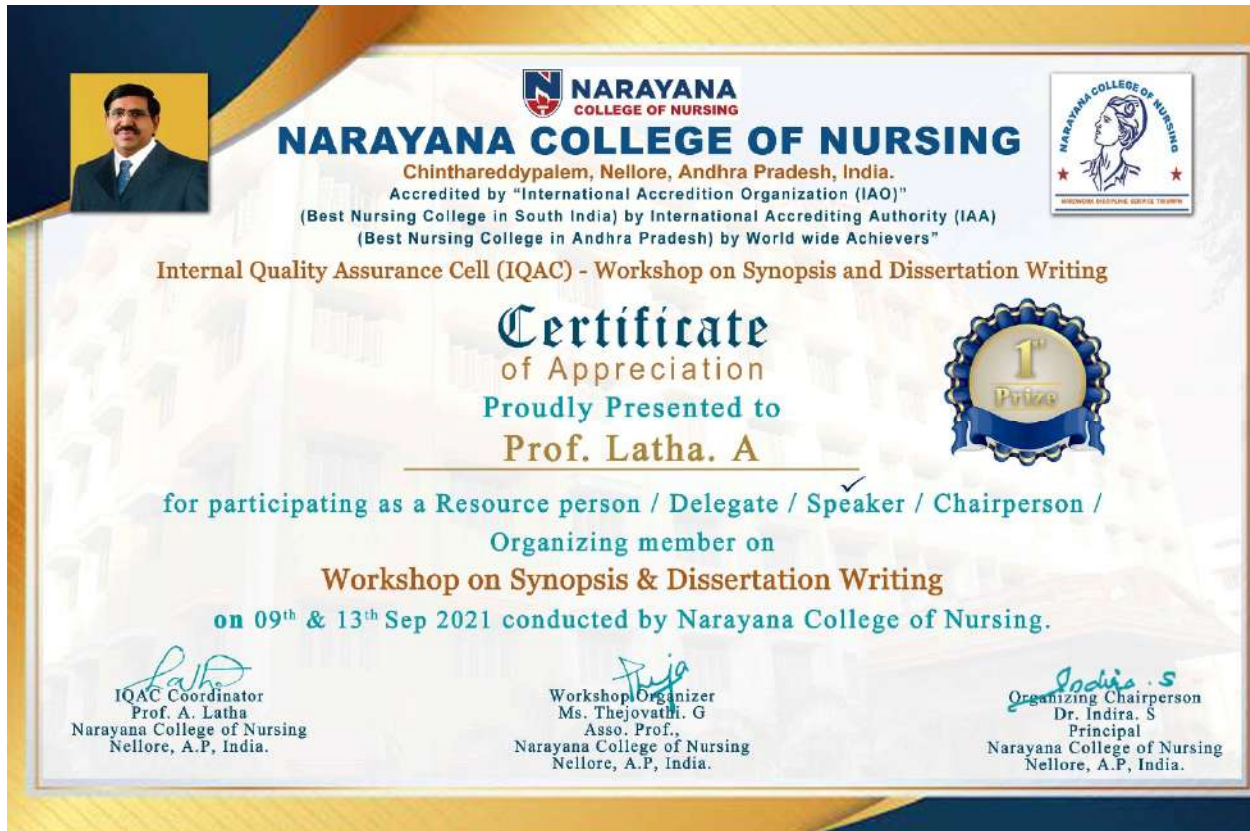 NARAYANA
COLLEGE OF NURSING
NARAYANA COLLEGE OF NURSING
Chinthareddypalem, Nellore, Andhra Pradesh, India.
Accredited by "International Accredition Organization (IAO)"
(Best Nursing College in South India) by International Accrediting Authority (IAA)
(Best Nursing College in Andhra Pradesh) by World wide Achievers"
NARAYANA COLLEGE OF NURSING
HARDWORK DISCIPLINE SERVICE TRIUMPH
Internal Quality Assurance Cell (IQAC) - Workshop on Synopsis and Dissertation Writing
Certificate
of Appreciation
1st
Prize
Proudly Presented to
Prof. Latha. A
for participating as a Resource person / Delegate / Speaker / Chairperson /
Organizing member on
Workshop on Synopsis & Dissertation Writing
on 09th & 13th Sep 2021 conducted by Narayana College of Nursing.
Latha
IQAC Coordinator
Prof. A. Latha
Narayana College of Nursing
Nellore, A.P, India.
Theja
Workshop Organizer
Ms. Thejovathi. G
Asso. Prof.,
Narayana College of Nursing
Nellore, A.P, India.
Indira. S
Organizing Chairperson
Dr. Indira. S
Principal
Narayana College of Nursing
Nellore, A.P, India.